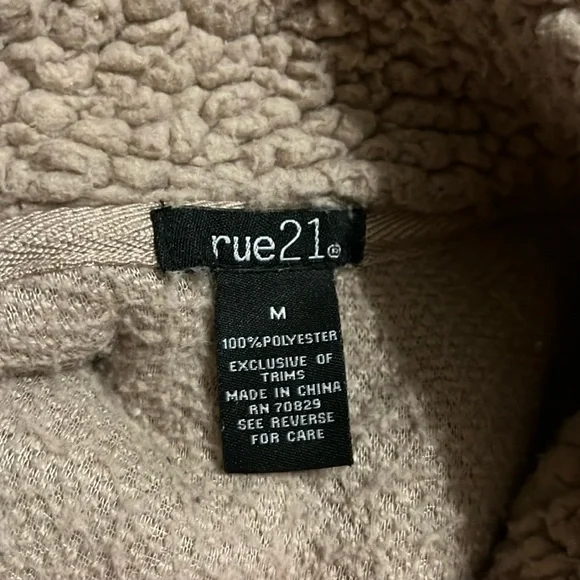 rue21®
M
100%POLYESTER
EXCLUSIVE OF
TRIMS
MADE IN CHINA
RN 70829
SEE REVERSE
FOR CARE